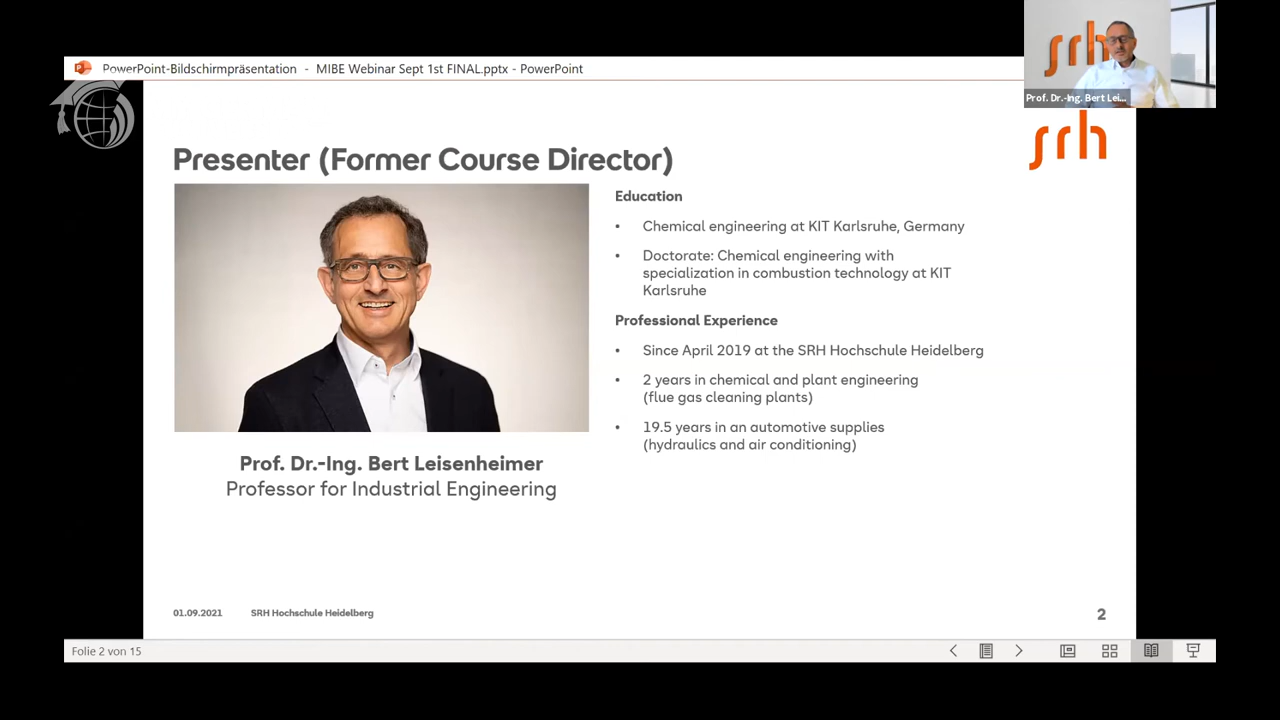 PowerPoint-Bildschirmpräsentation - MIBE Webinar Sept 1st FINAL.pptx - PowerPoint
srh
Prof. Dr.-Ing. Bert Lei...
srh
Presenter (Former Course Director)
Education
• Chemical engineering at KIT Karlsruhe, Germany
• Doctorate: Chemical engineering with
specialization in combustion technology at KIT
Karlsruhe
Professional Experience
• Since April 2019 at the SRH Hochschule Heidelberg
• 2 years in chemical and plant engineering
(flue gas cleaning plants)
• 19.5 years in an automotive supplies
(hydraulics and air conditioning)
Prof. Dr.-Ing. Bert Leisenheimer
Professor for Industrial Engineering
01.09.2021 SRH Hochschule Heidelberg
2
Folie 2 von 15